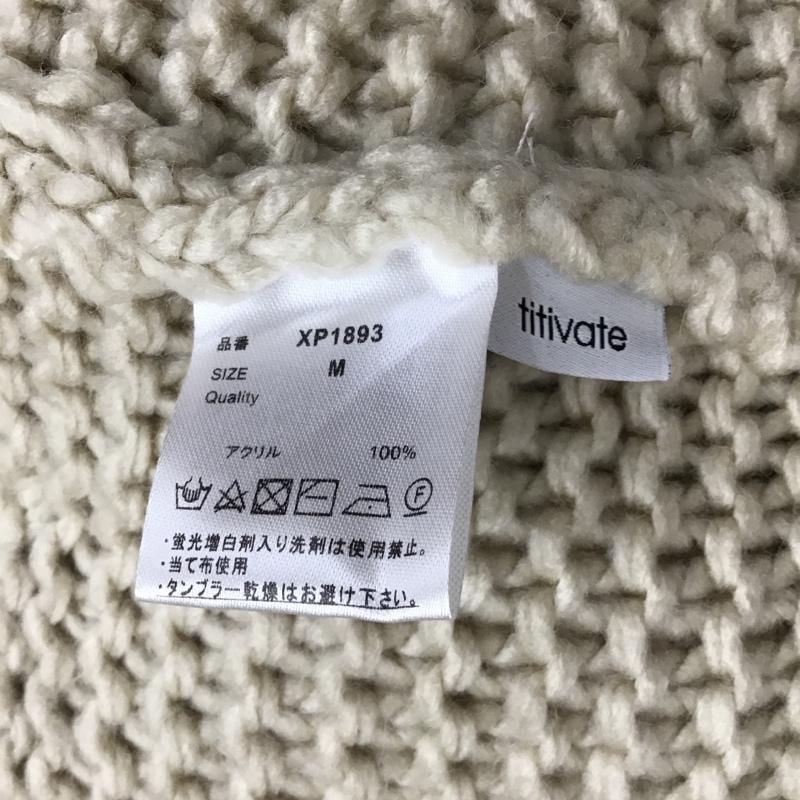 品番 XP1893
SIZE M
Quality
アクリル 100%
F
・蛍光増白剤入り洗剤は使用禁止。
・当て布使用
・タンブラー乾燥はお避け下さい。
titivate